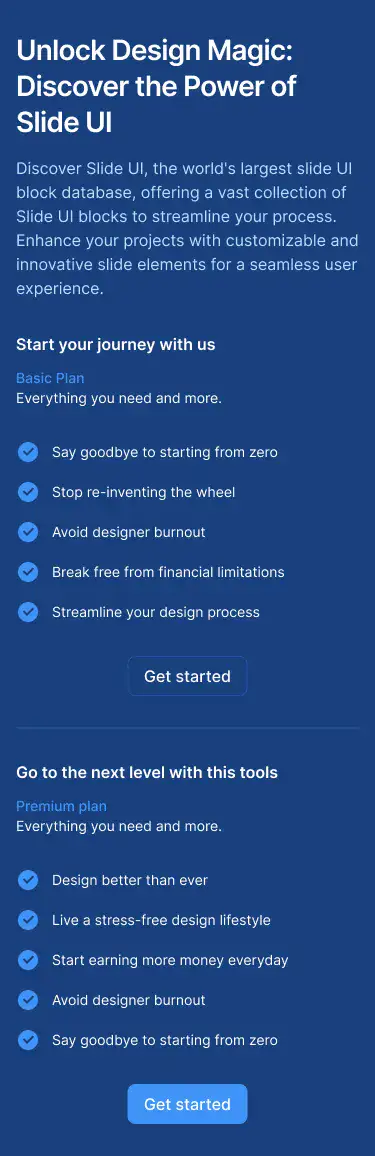 Unlock Design Magic:
Discover the Power of
Slide UI
Discover Slide UI, the world's largest slide UI
block database, offering a vast collection of
Slide UI blocks to streamline your process.
Enhance your projects with customizable and
innovative slide elements for a seamless user
experience.
Start your journey with us
Basic Plan
Everything you need and more.
Say goodbye to starting from zero
Stop re-inventing the wheel
Avoid designer burnout
Break free from financial limitations
Streamline your design process
Get started
Go to the next level with this tools
Premium plan
Everything you need and more.
Design better than ever
Live a stress-free design lifestyle
Start earning more money everyday
Avoid designer burnout
Say goodbye to starting from zero
Get started